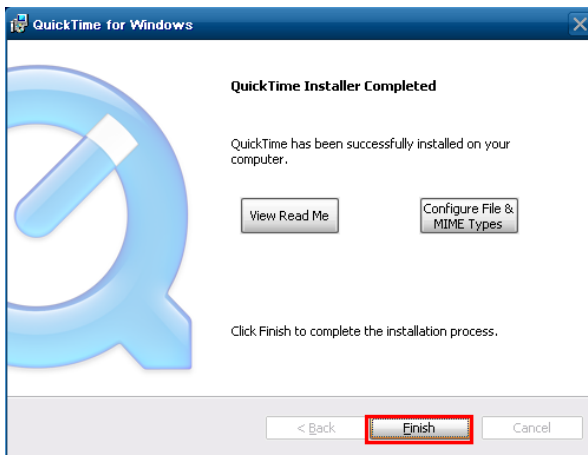 QuickTime for Windows
QuickTime Installer Completed
QuickTime has been successfully installed on your
computer.
View Read Me
Configure File &
MIME Types
Click Finish to complete the installation process.
< Back
Finish
Cancel